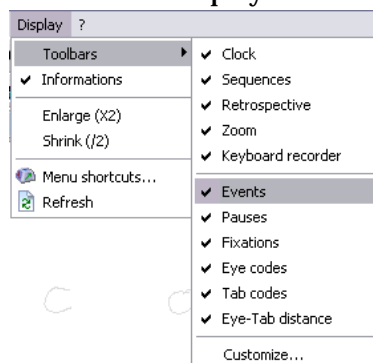 Display ?
Toolbars
Informations
Enlarge (X2)
Shrink (/2)
Menu shortcuts...
Refresh
Clock
Sequences
Retrospective
Zoom
Keyboard recorder
Events
Pauses
Fixations
Eye codes
Tab codes
Eye-Tab distance
Customize...